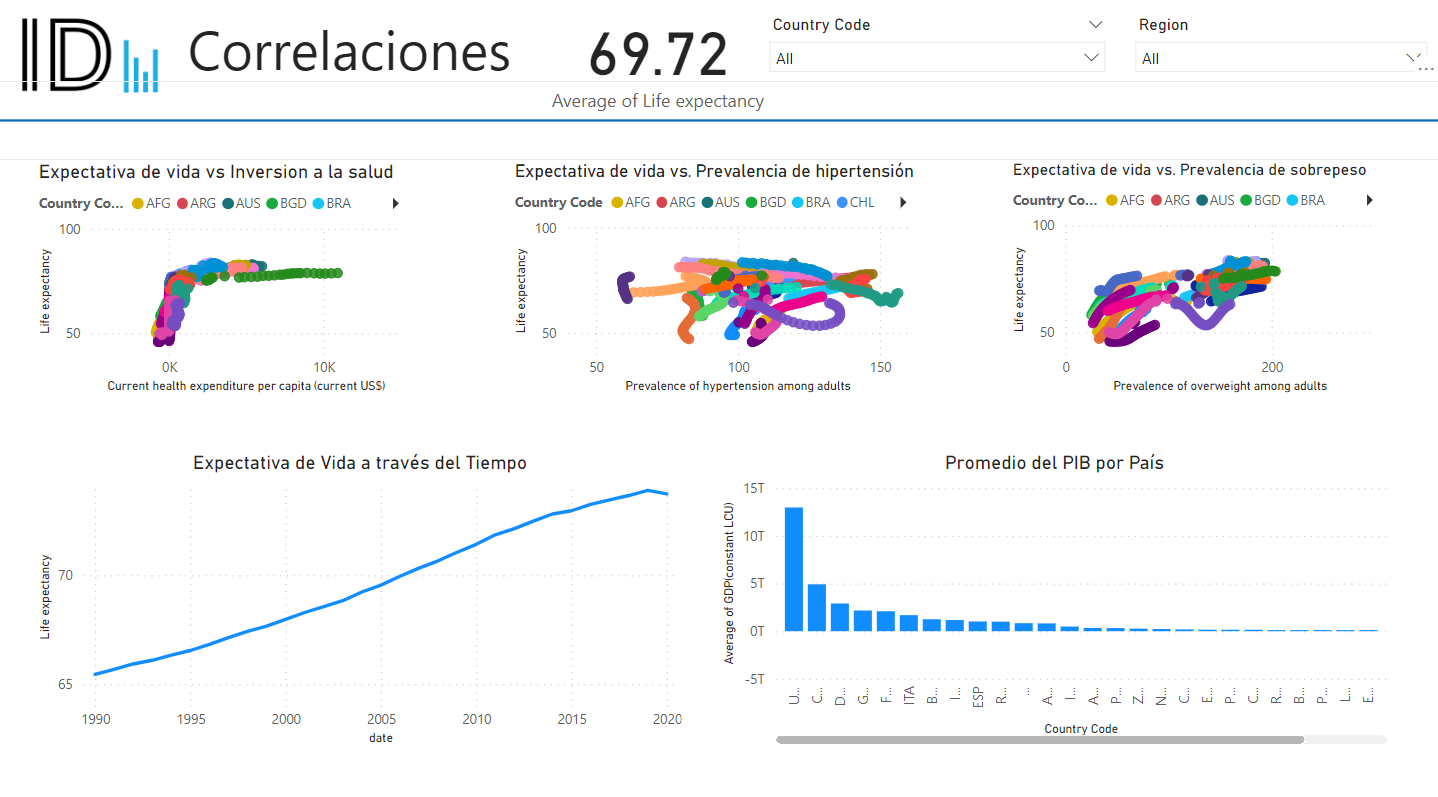 ID
Correlaciones
69.72
Average of Life expectancy
Country Code
All
Region
All
...
Expectativa de vida vs Inversion a la salud
Country Co... AFG ARG AUS BGD BRA
100
50
Life expectancy
0K 10K
Current health expenditure per capita (current US$)
Expectativa de vida vs. Prevalencia de hipertensión
Country Code AFG ARG AUS BGD BRA CHL
100
50
Life expectancy
50 100 150
Prevalence of hypertension among adults
Expectativa de vida vs. Prevalencia de sobrepeso
Country Co... AFG ARG AUS BGD BRA
100
50
Life expectancy
0 200
Prevalence of overweight among adults
Expectativa de Vida a través del Tiempo
70
65
Life expectancy
1990 1995 2000 2005 2010 2015 2020
date
Promedio del PIB por País
15T
10T
5T
0T
-5T
Average of GDP(constant LCU)
U... C... D... G... F... ITA B... I... ESP R... ... A... I... A... P... Z... N... C... E... P... C... R... B... P... L... E...
Country Code